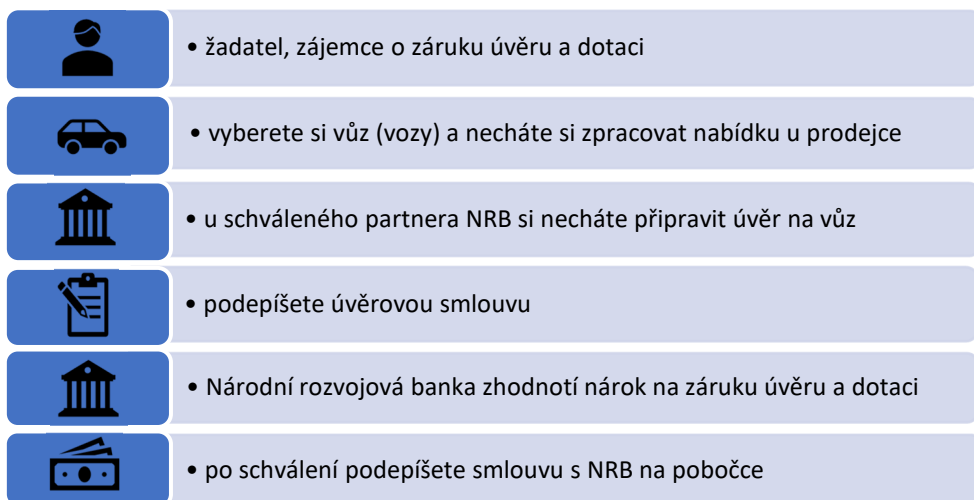 • žadatel, zájemce o záruku úvěru a dotaci
• vyberete si vůz (vozy) a necháte si zpracovat nabídku u prodejce
• u schváleného partnera NRB si necháte připravit úvěr na vůz
• podepíšete úvěrovou smlouvu
• Národní rozvojová banka zhodnotí nárok na záruku úvěru a dotaci
• po schválení podepíšete smlouvu s NRB na pobočce